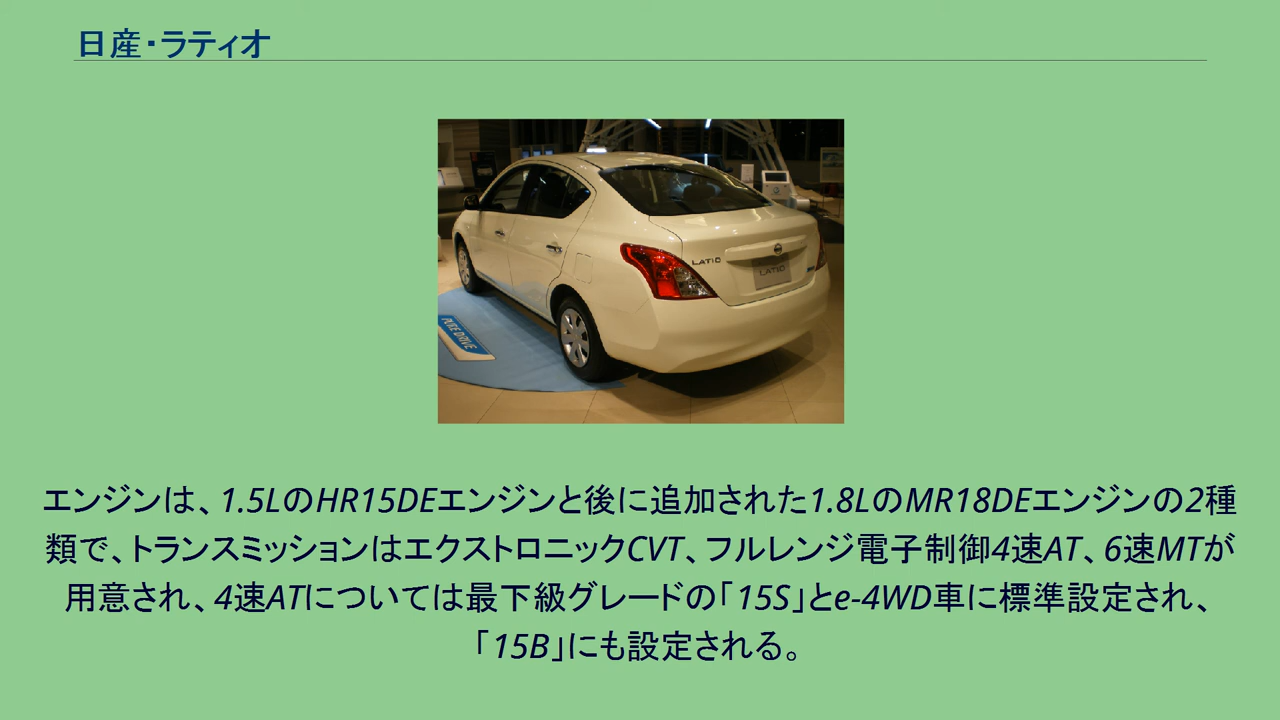 日産・ラティオ
LATIO
LATIO
PURE DRIVE
エンジンは、1.5LのHR15DEエンジンと後に追加された1.8LのMR18DEエンジンの2種
類で、トランスミッションはエクストロニックCVT、フルレンジ電子制御4速AT、6速MTが
用意され、4速ATについては最下級グレードの「15S」とe-4WD車に標準設定され、
「15B」にも設定される。